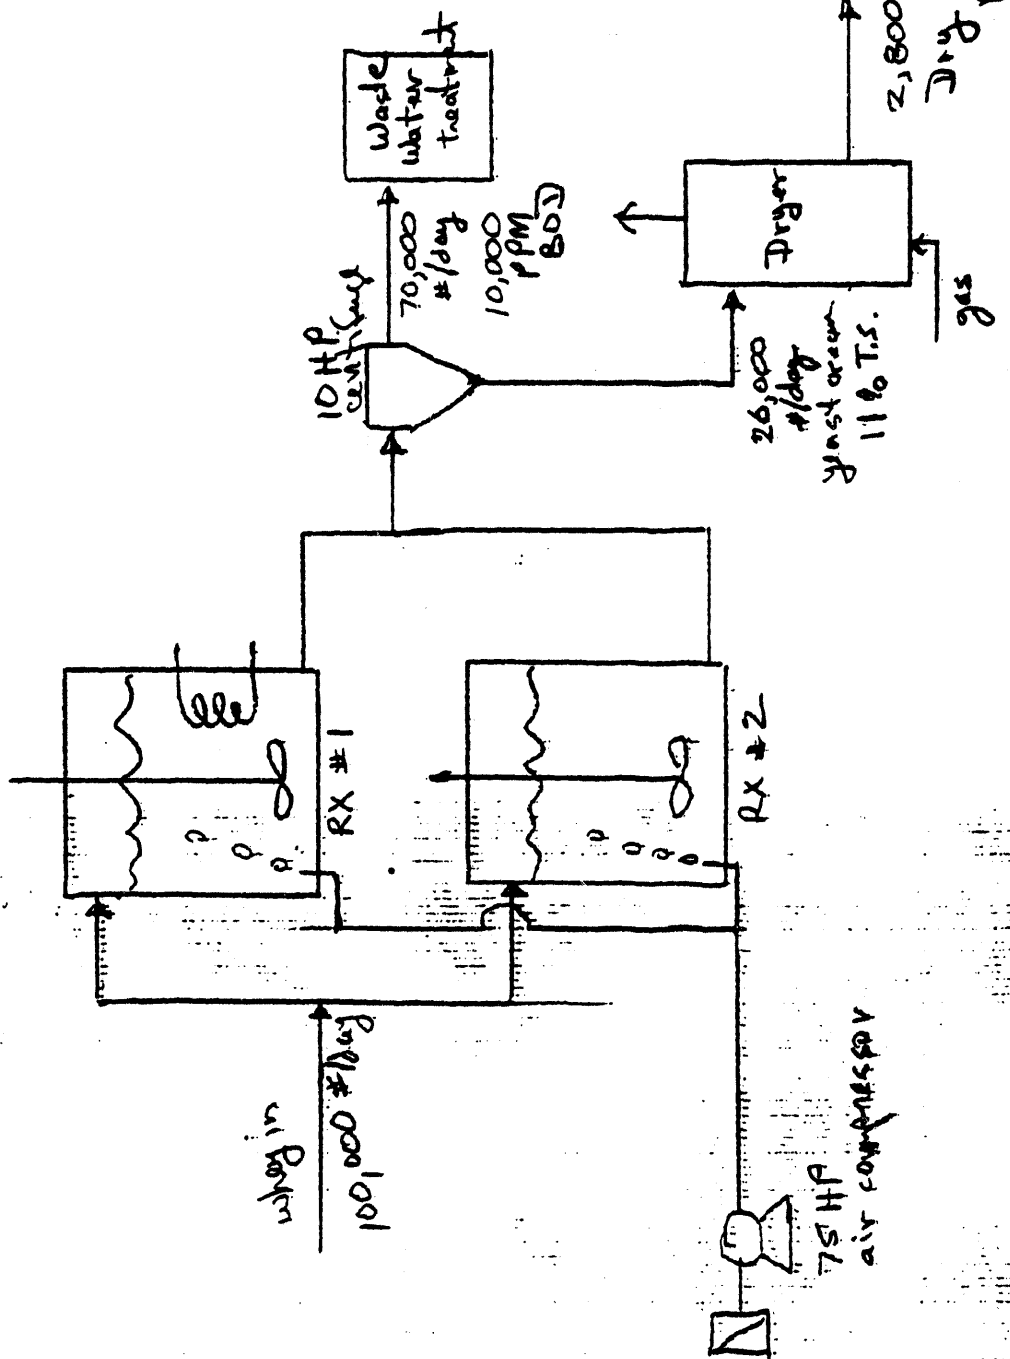 whey in
100,000 #/day
75 HP
air compressor
RX #1
RX #2
10 HP
centrifuge
70,000
#/day
10,000
PPM
BOD
Waste
Water
treatment
26,000
#/day
yeast cream
11% T.S.
Dryer
gas
2,800
Dry